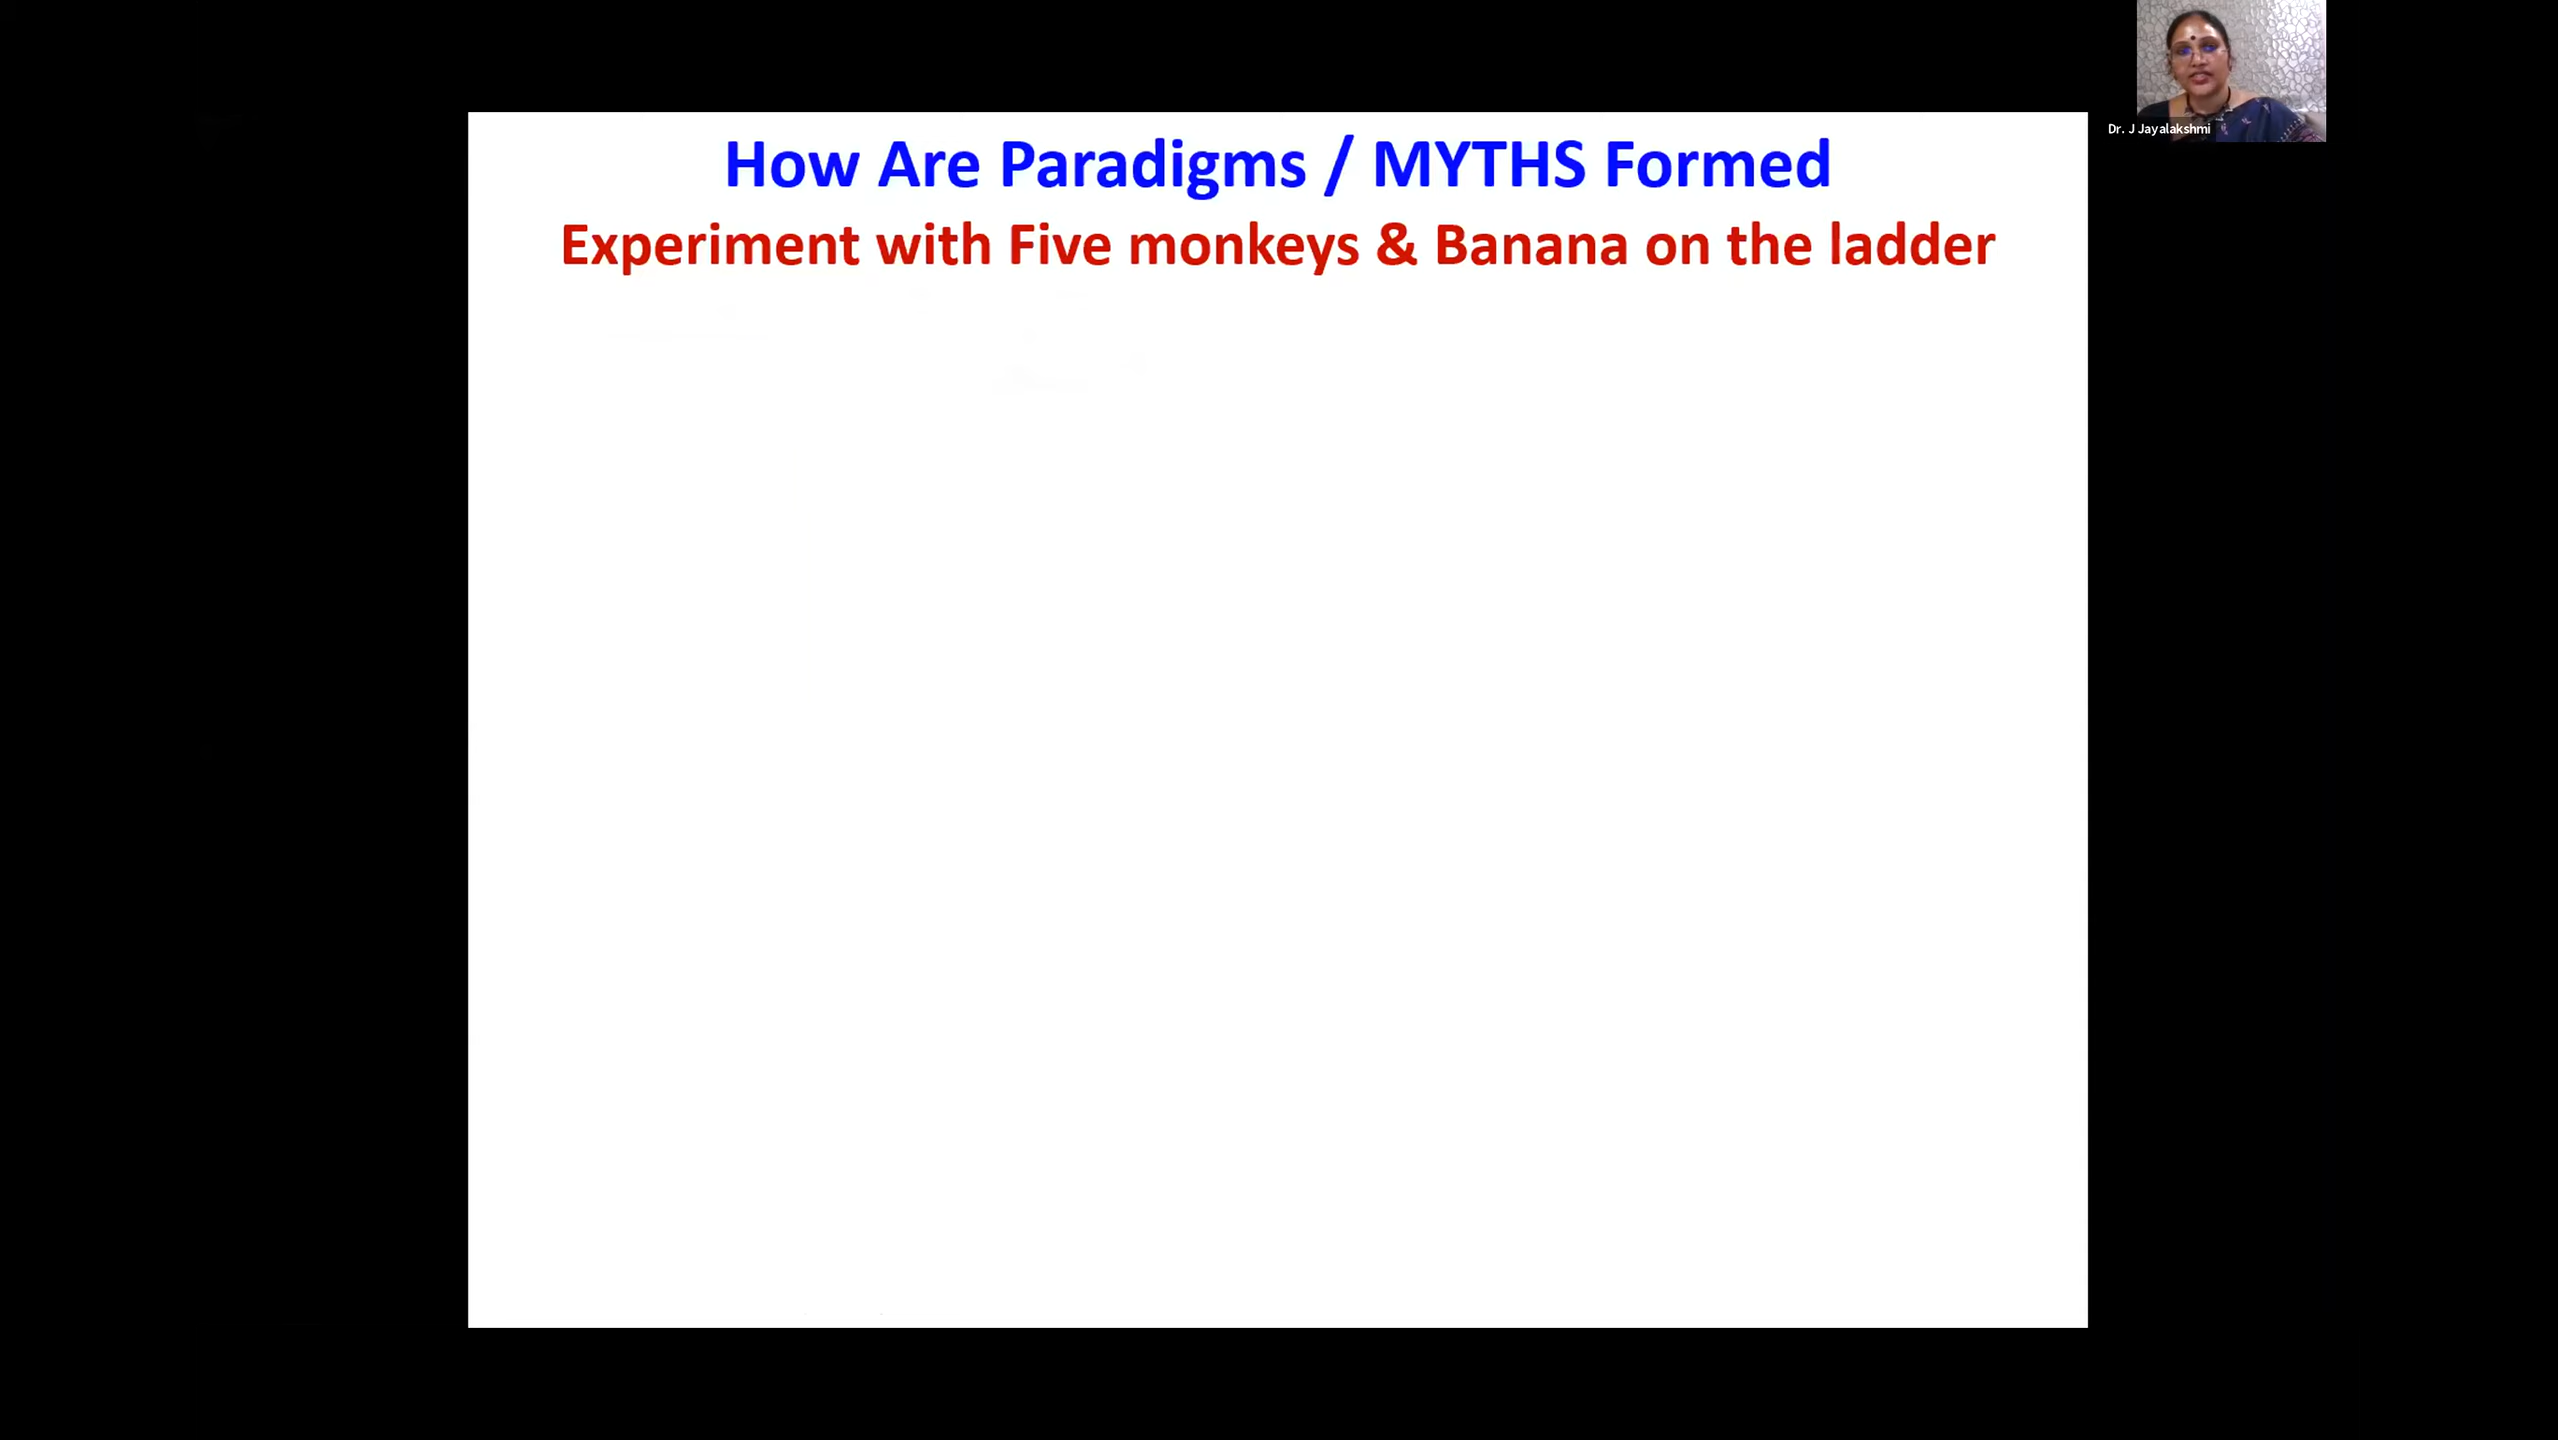 How Are Paradigms / MYTHS Formed
Experiment with Five monkeys & Banana on the ladder
Dr. J Jayalakshmi